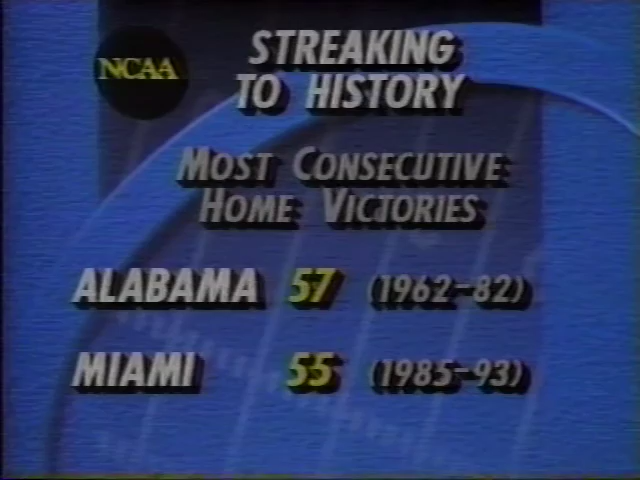 NCAA
STREAKING
TO HISTORY
MOST CONSECUTIVE
HOME VICTORIES
ALABAMA 57 (1962-82)
MIAMI 55 (1985-93)